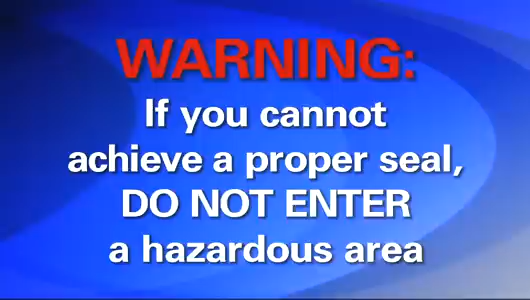 WARNING:
If you cannot
achieve a proper seal,
DO NOT ENTER
a hazardous area